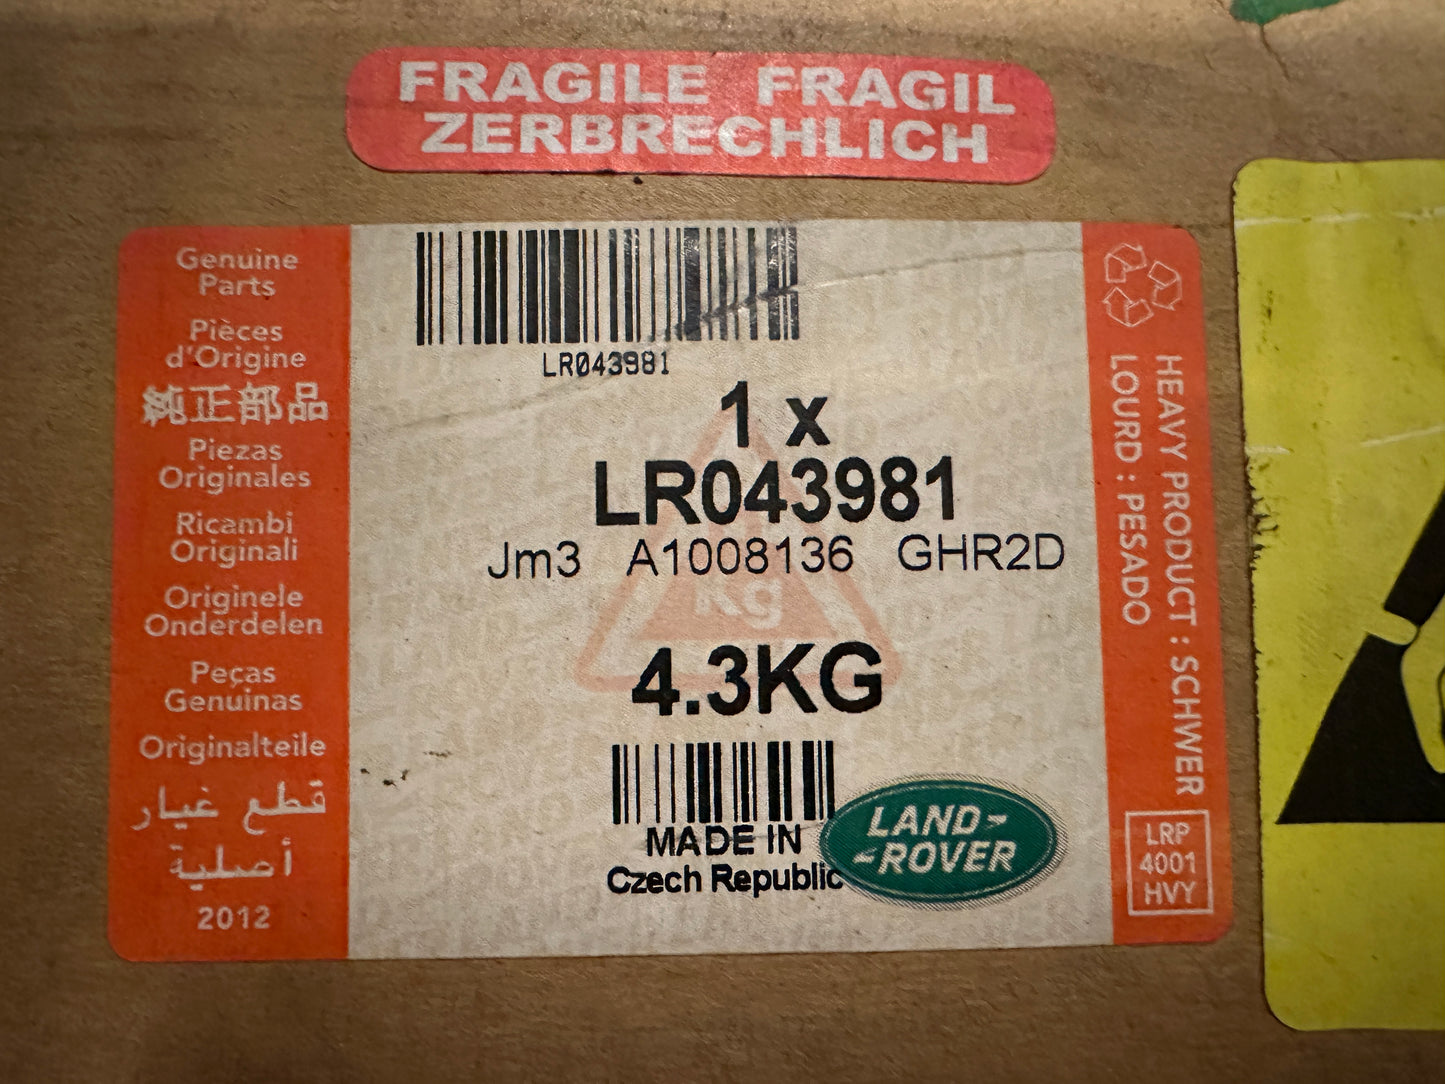 FRAGILE FRAGIL
ZERBRECHLICH
Genuine
Parts
Pièces
d'Origine
純正部品
Piezas
Originales
Ricambi
Originali
Originele
Onderdelen
Peças
Genuinas
Originalteile
قطع غيار
أصلية
2012
LR043981
1 x
LR043981
Jm3 A1008136 GHR2D
Kg
4.3KG
MADE IN
Czech Republic
LAND-
-ROVER
HEAVY PRODUCT : SCHWER
LOURD : PESADO
LRP
4001
HVY